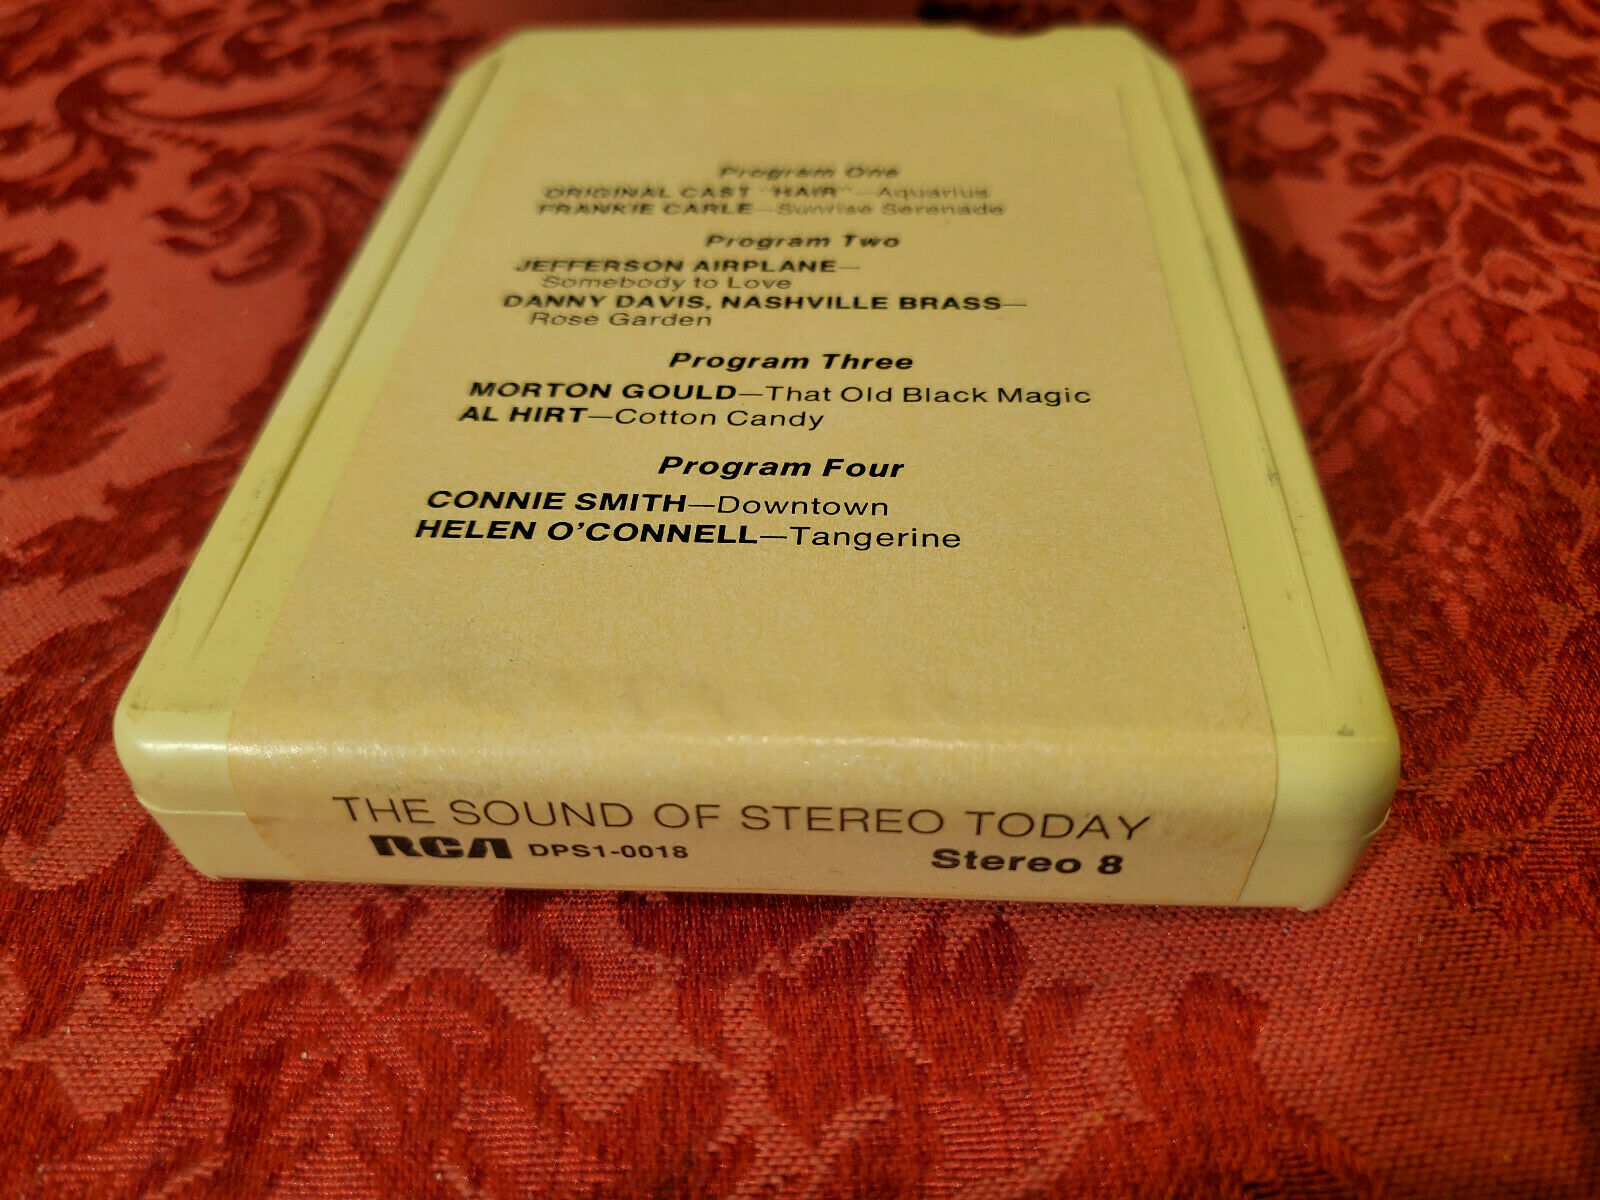 Program One
ORIGINAL CAST "HAIR"—Aquarius
FRANKIE CARLE—Sunrise Serenade
Program Two
JEFFERSON AIRPLANE—
Somebody to Love
DANNY DAVIS, NASHVILLE BRASS—
Rose Garden
Program Three
MORTON GOULD—That Old Black Magic
AL HIRT—Cotton Candy
Program Four
CONNIE SMITH—Downtown
HELEN O'CONNELL—Tangerine
THE SOUND OF STEREO TODAY
RCA DPS1-0018 Stereo 8